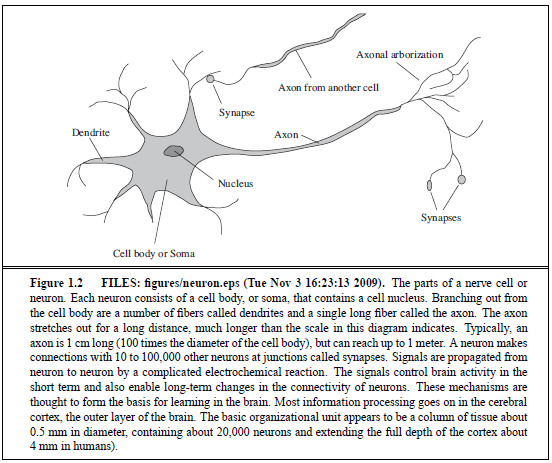 Axonal arborization
Axon from another cell
Synapse
Dendrite
Axon
Nucleus
Synapses
Cell body or Soma
Figure 1.2 FILES: figures/neuron.eps (Tue Nov 3 16:23:13 2009). The parts of a nerve cell or
neuron. Each neuron consists of a cell body, or soma, that contains a cell nucleus. Branching out from
the cell body are a number of fibers called dendrites and a single long fiber called the axon. The axon
stretches out for a long distance, much longer than the scale in this diagram indicates. Typically, an
axon is 1 cm long (100 times the diameter of the cell body), but can reach up to 1 meter. A neuron makes
connections with 10 to 100,000 other neurons at junctions called synapses. Signals are propagated from
neuron to neuron by a complicated electrochemical reaction. The signals control brain activity in the
short term and also enable long-term changes in the connectivity of neurons. These mechanisms are
thought to form the basis for learning in the brain. Most information processing goes on in the cerebral
cortex, the outer layer of the brain. The basic organizational unit appears to be a column of tissue about
0.5 mm in diameter, containing about 20,000 neurons and extending the full depth of the cortex about
4 mm in humans).